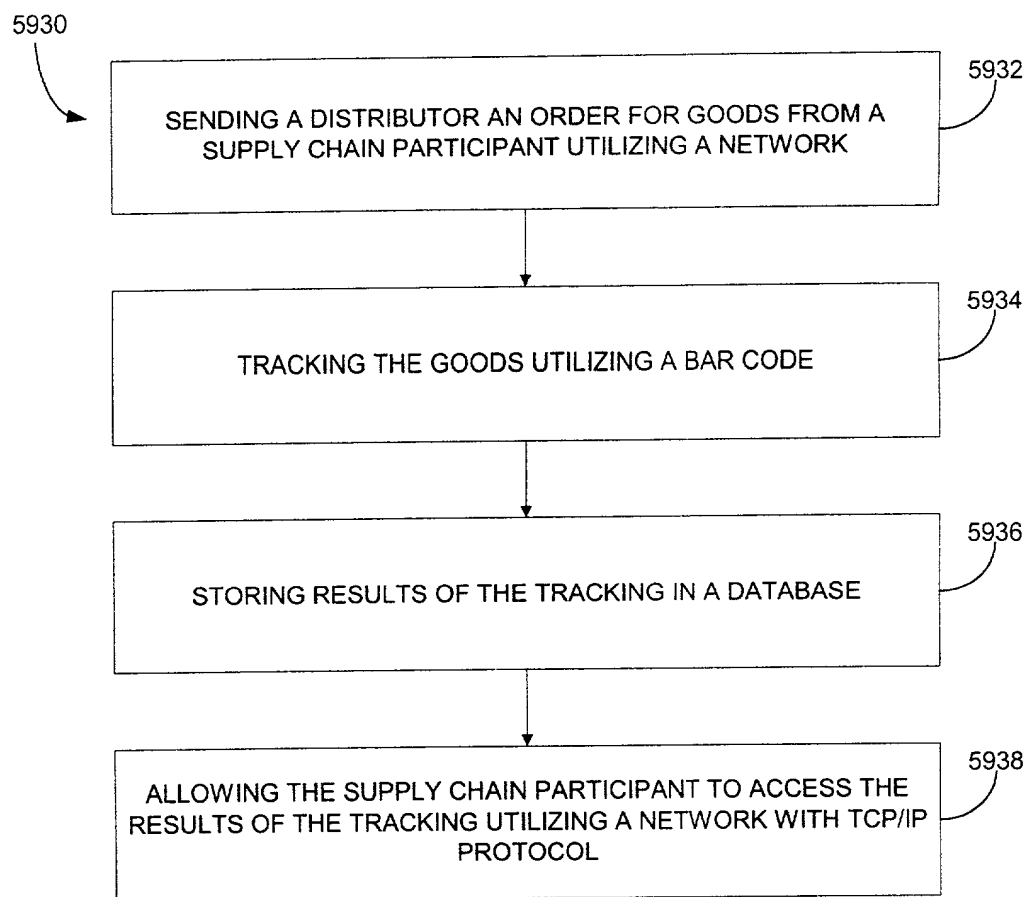 5930
5932
SENDING A DISTRIBUTOR AN ORDER FOR GOODS FROM A
SUPPLY CHAIN PARTICIPANT UTILIZING A NETWORK
5934
TRACKING THE GOODS UTILIZING A BAR CODE
5936
STORING RESULTS OF THE TRACKING IN A DATABASE
5938
ALLOWING THE SUPPLY CHAIN PARTICIPANT TO ACCESS THE
RESULTS OF THE TRACKING UTILIZING A NETWORK WITH TCP/IP
PROTOCOL